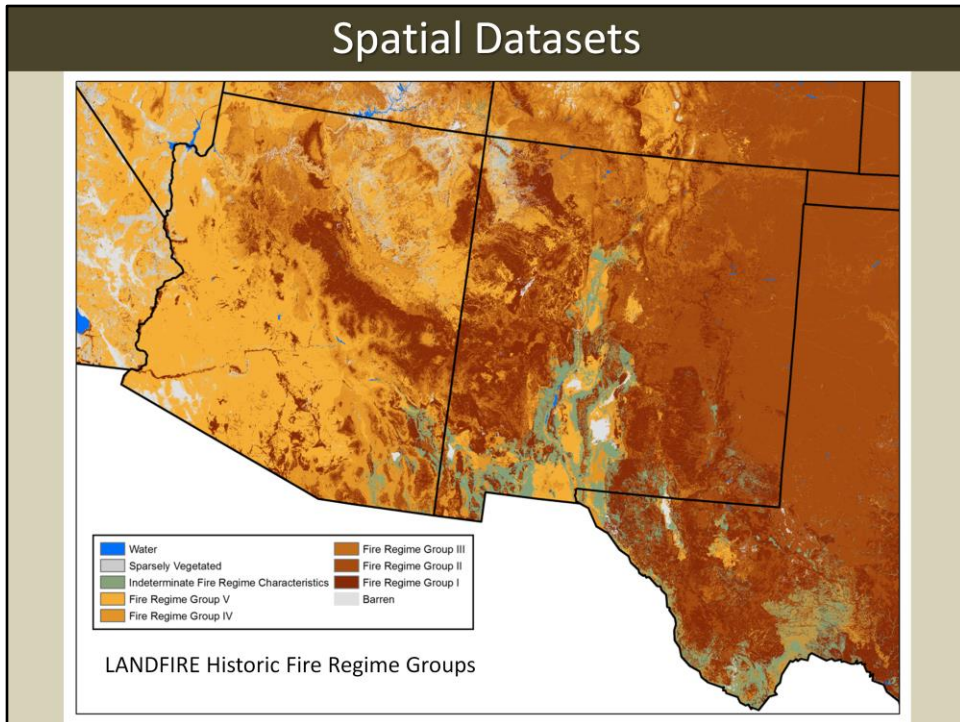 Spatial Datasets
Water
Sparsely Vegetated
Indeterminate Fire Regime Characteristics
Fire Regime Group V
Fire Regime Group IV
Fire Regime Group III
Fire Regime Group II
Fire Regime Group I
Barren
LANDFIRE Historic Fire Regime Groups